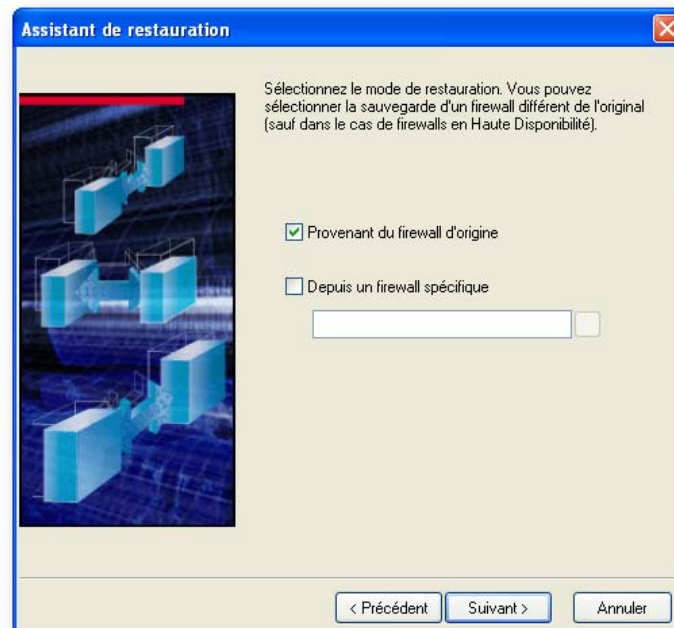 Assistant de restauration
Sélectionnez le mode de restauration. Vous pouvez
sélectionner la sauvegarde d'un firewall différent de l'original
(sauf dans le cas de firewalls en Haute Disponibilité).
Provenant du firewall d'origine
Depuis un firewall spécifique
< Précédent
Suivant >
Annuler